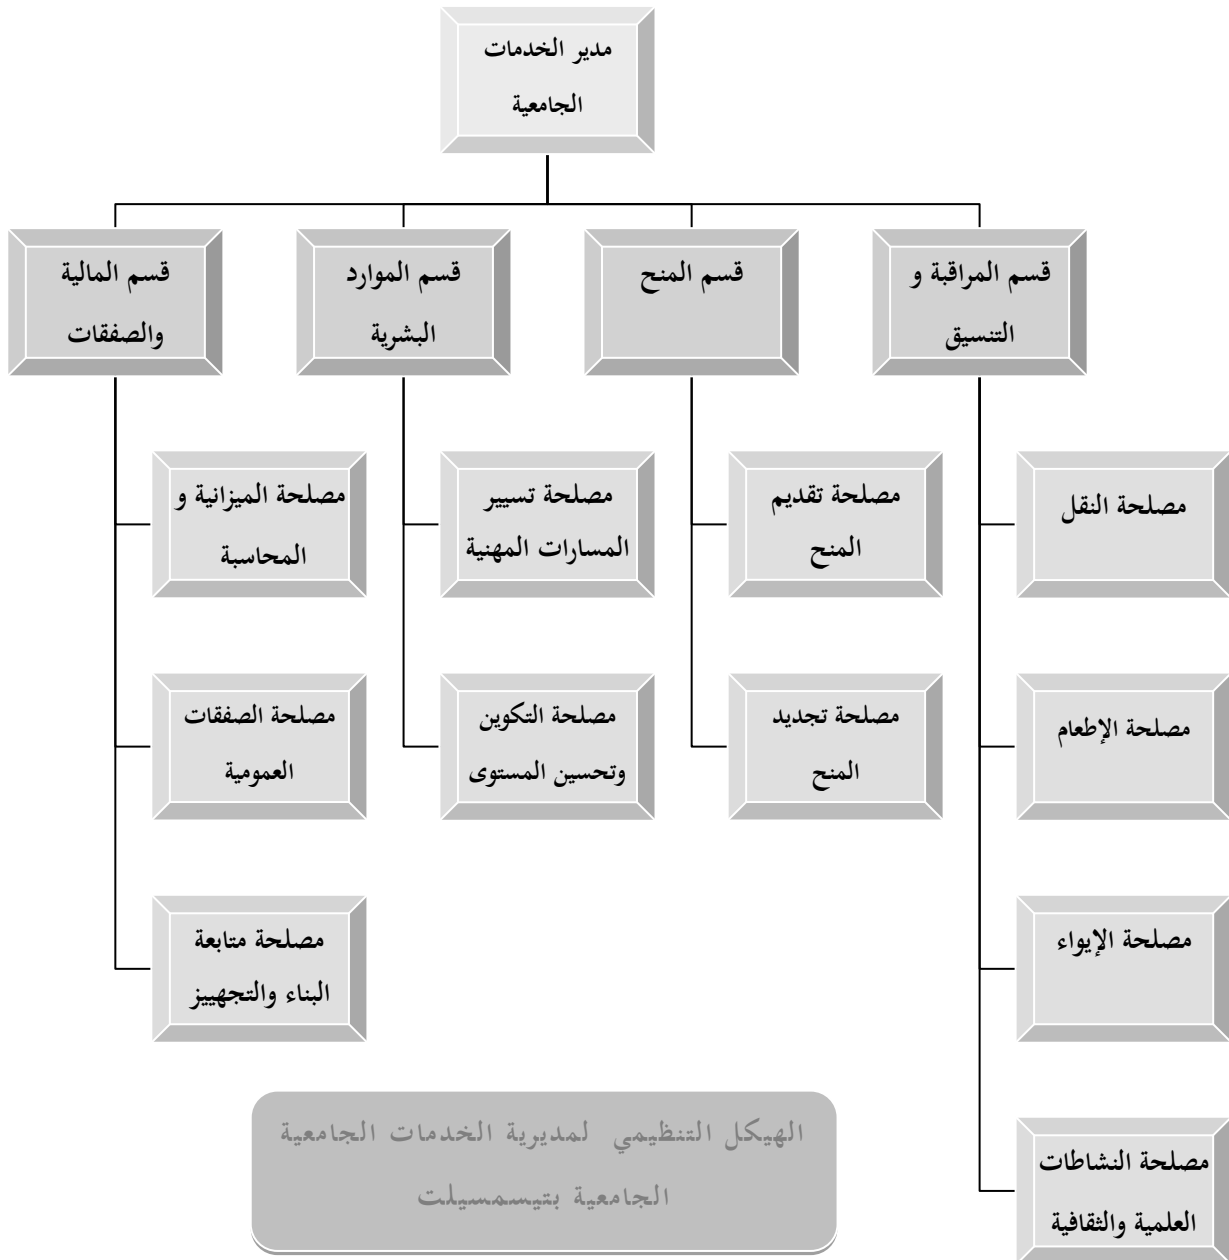 مدير الخدمات
الجامعية
قسم المراقبة و
التنسيق
قسم المنح
قسم الموارد
البشرية
قسم المالية
والصفقات
مصلحة النقل
مصلحة تقديم
المنح
مصلحة تسيير
المسارات المهنية
مصلحة الميزانية و
المحاسبة
مصلحة الإطعام
مصلحة تجديد
المنح
مصلحة التكوين
وتحسين المستوى
مصلحة الصفقات
العمومية
مصلحة الإيواء
مصلحة متابعة
البناء والتجهييز
مصلحة النشاطات
العلمية والثقافية
الهيكل التنظيمي لمديرية الخدمات الجامعية
الجامعية بتيسمسيلت